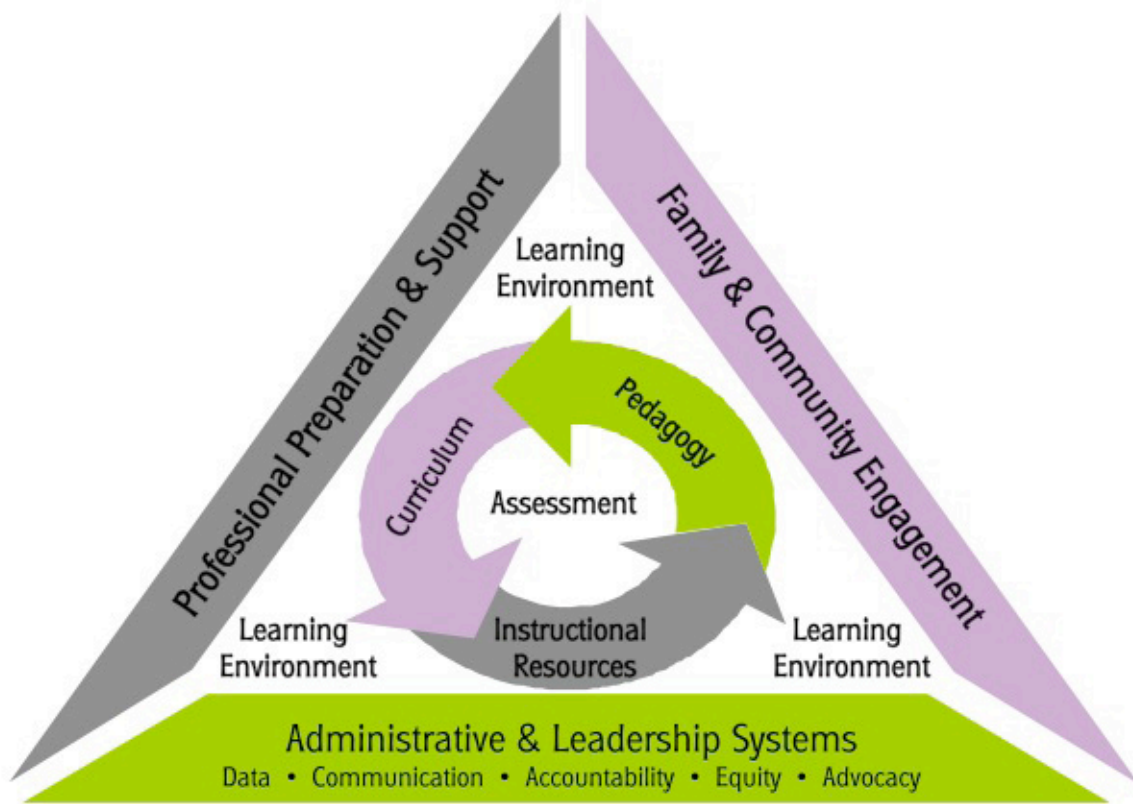 Professional Preparation & Support
Family & Community Engagement
Learning
Environment
Pedagogy
Curriculum
Assessment
Instructional
Resources
Learning
Environment
Learning
Environment
Administrative & Leadership Systems
Data • Communication • Accountability • Equity • Advocacy